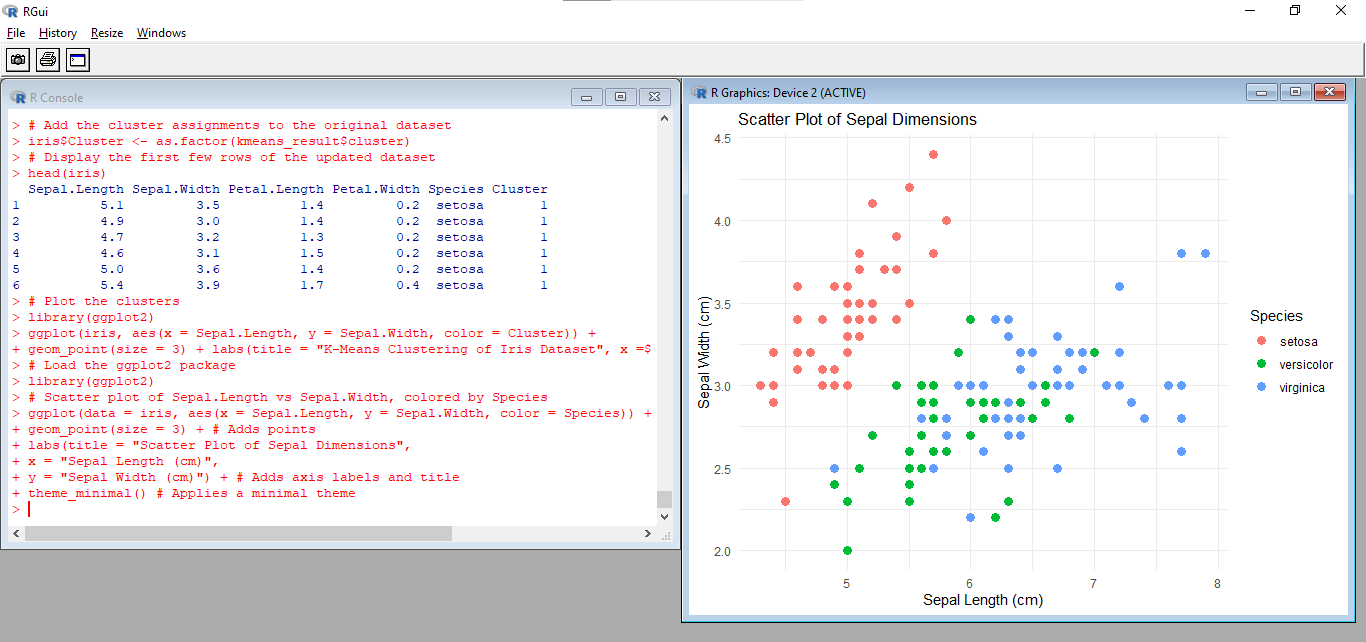 RGui
File History Resize Windows
R Console
> # Add the cluster assignments to the original dataset
> iris$Cluster <- as.factor(kmeans_result$cluster)
> # Display the first few rows of the updated dataset
> head(iris)
  Sepal.Length Sepal.Width Petal.Length Petal.Width Species Cluster
1          5.1         3.5          1.4         0.2  setosa       1
2          4.9         3.0          1.4         0.2  setosa       1
3          4.7         3.2          1.3         0.2  setosa       1
4          4.6         3.1          1.5         0.2  setosa       1
5          5.0         3.6          1.4         0.2  setosa       1
6          5.4         3.9          1.7         0.4  setosa       1
> # Plot the clusters
> library(ggplot2)
> ggplot(iris, aes(x = Sepal.Length, y = Sepal.Width, color = Cluster)) +
+ geom_point(size = 3) + labs(title = "K-Means Clustering of Iris Dataset", x =$
> # Load the ggplot2 package
> library(ggplot2)
> # Scatter plot of Sepal.Length vs Sepal.Width, colored by Species
> ggplot(data = iris, aes(x = Sepal.Length, y = Sepal.Width, color = Species)) +
+ geom_point(size = 3) + # Adds points
+ labs(title = "Scatter Plot of Sepal Dimensions",
+ x = "Sepal Length (cm)",
+ y = "Sepal Width (cm)") + # Adds axis labels and title
+ theme_minimal() # Applies a minimal theme
>
R Graphics: Device 2 (ACTIVE)
Scatter Plot of Sepal Dimensions
4.5
4.0
3.5
3.0
2.5
2.0
Sepal Width (cm)
5 6 7 8
Sepal Length (cm)
Species
setosa
versicolor
virginica